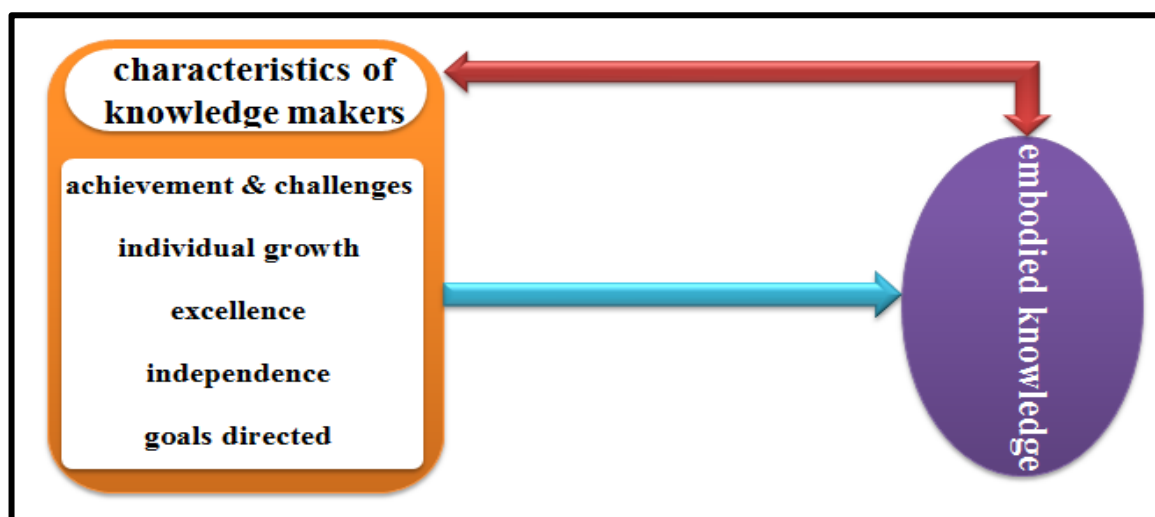 characteristics of
knowledge makers
achievement & challenges
individual growth
excellence
independence
goals directed
embodied knowledge